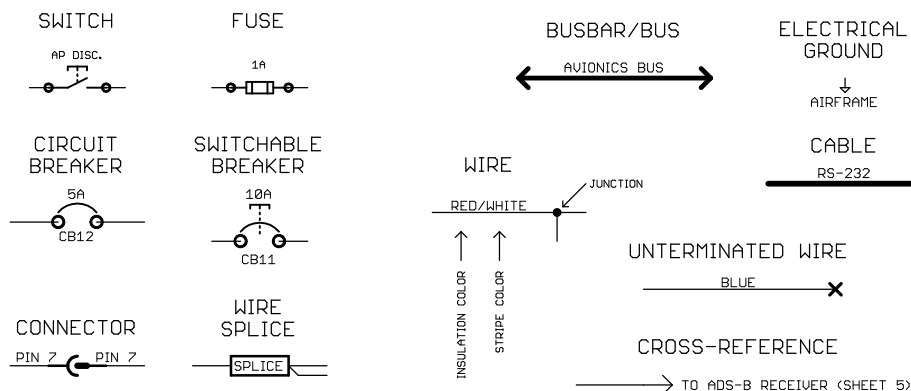 SWITCH
AP DISC.
FUSE
1A
BUSBAR/BUS
AVIONICS BUS
ELECTRICAL
GROUND
AIRFRAME
CIRCUIT
BREAKER
5A
CB12
SWITCHABLE
BREAKER
10A
CB11
WIRE
JUNCTION
RED/WHITE
INSULATION COLOR
STRIPE COLOR
CABLE
RS-232
UNTERMINATED WIRE
BLUE
CONNECTOR
PIN 7 PIN 7
WIRE
SPLICE
SPLICE
CROSS-REFERENCE
TO ADS-B RECEIVER (SHEET 5)